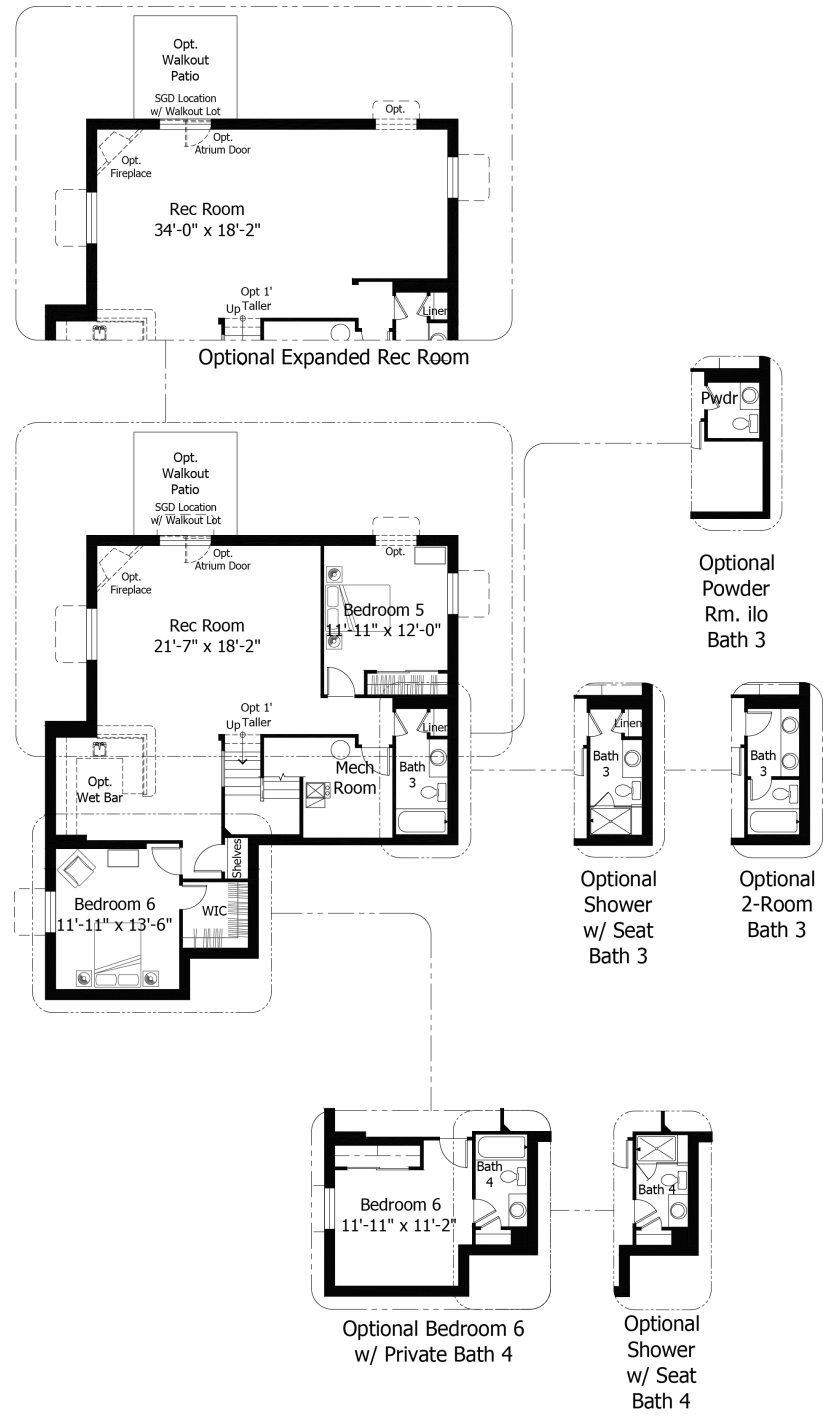 Opt.
Walkout
Patio
SGD Location
w/ Walkout Lot
Opt.
Opt.
Atrium Door
Opt.
Fireplace
Rec Room
34'-0" x 18'-2"
Opt 1'
Up Taller
Linen
Optional Expanded Rec Room
Pwdr
Optional
Powder
Rm. ilo
Bath 3
Opt.
Walkout
Patio
SGD Location
w/ Walkout Lot
Opt.
Atrium Door
Opt.
Opt.
Fireplace
Rec Room
21'-7" x 18'-2"
Bedroom 5
11'-11" x 12'-0"
Opt 1'
Up Taller
Linen
Mech
Room
Bath
3
Opt.
Wet Bar
Shelves
Bedroom 6
11'-11" x 13'-6"
WIC
Linen
Bath
3
Optional
Shower
w/ Seat
Bath 3
Bath
3
Optional
2-Room
Bath 3
Bath
4
Bedroom 6
11'-11" x 11'-2"
Optional Bedroom 6
w/ Private Bath 4
Bath 4
Optional
Shower
w/ Seat
Bath 4